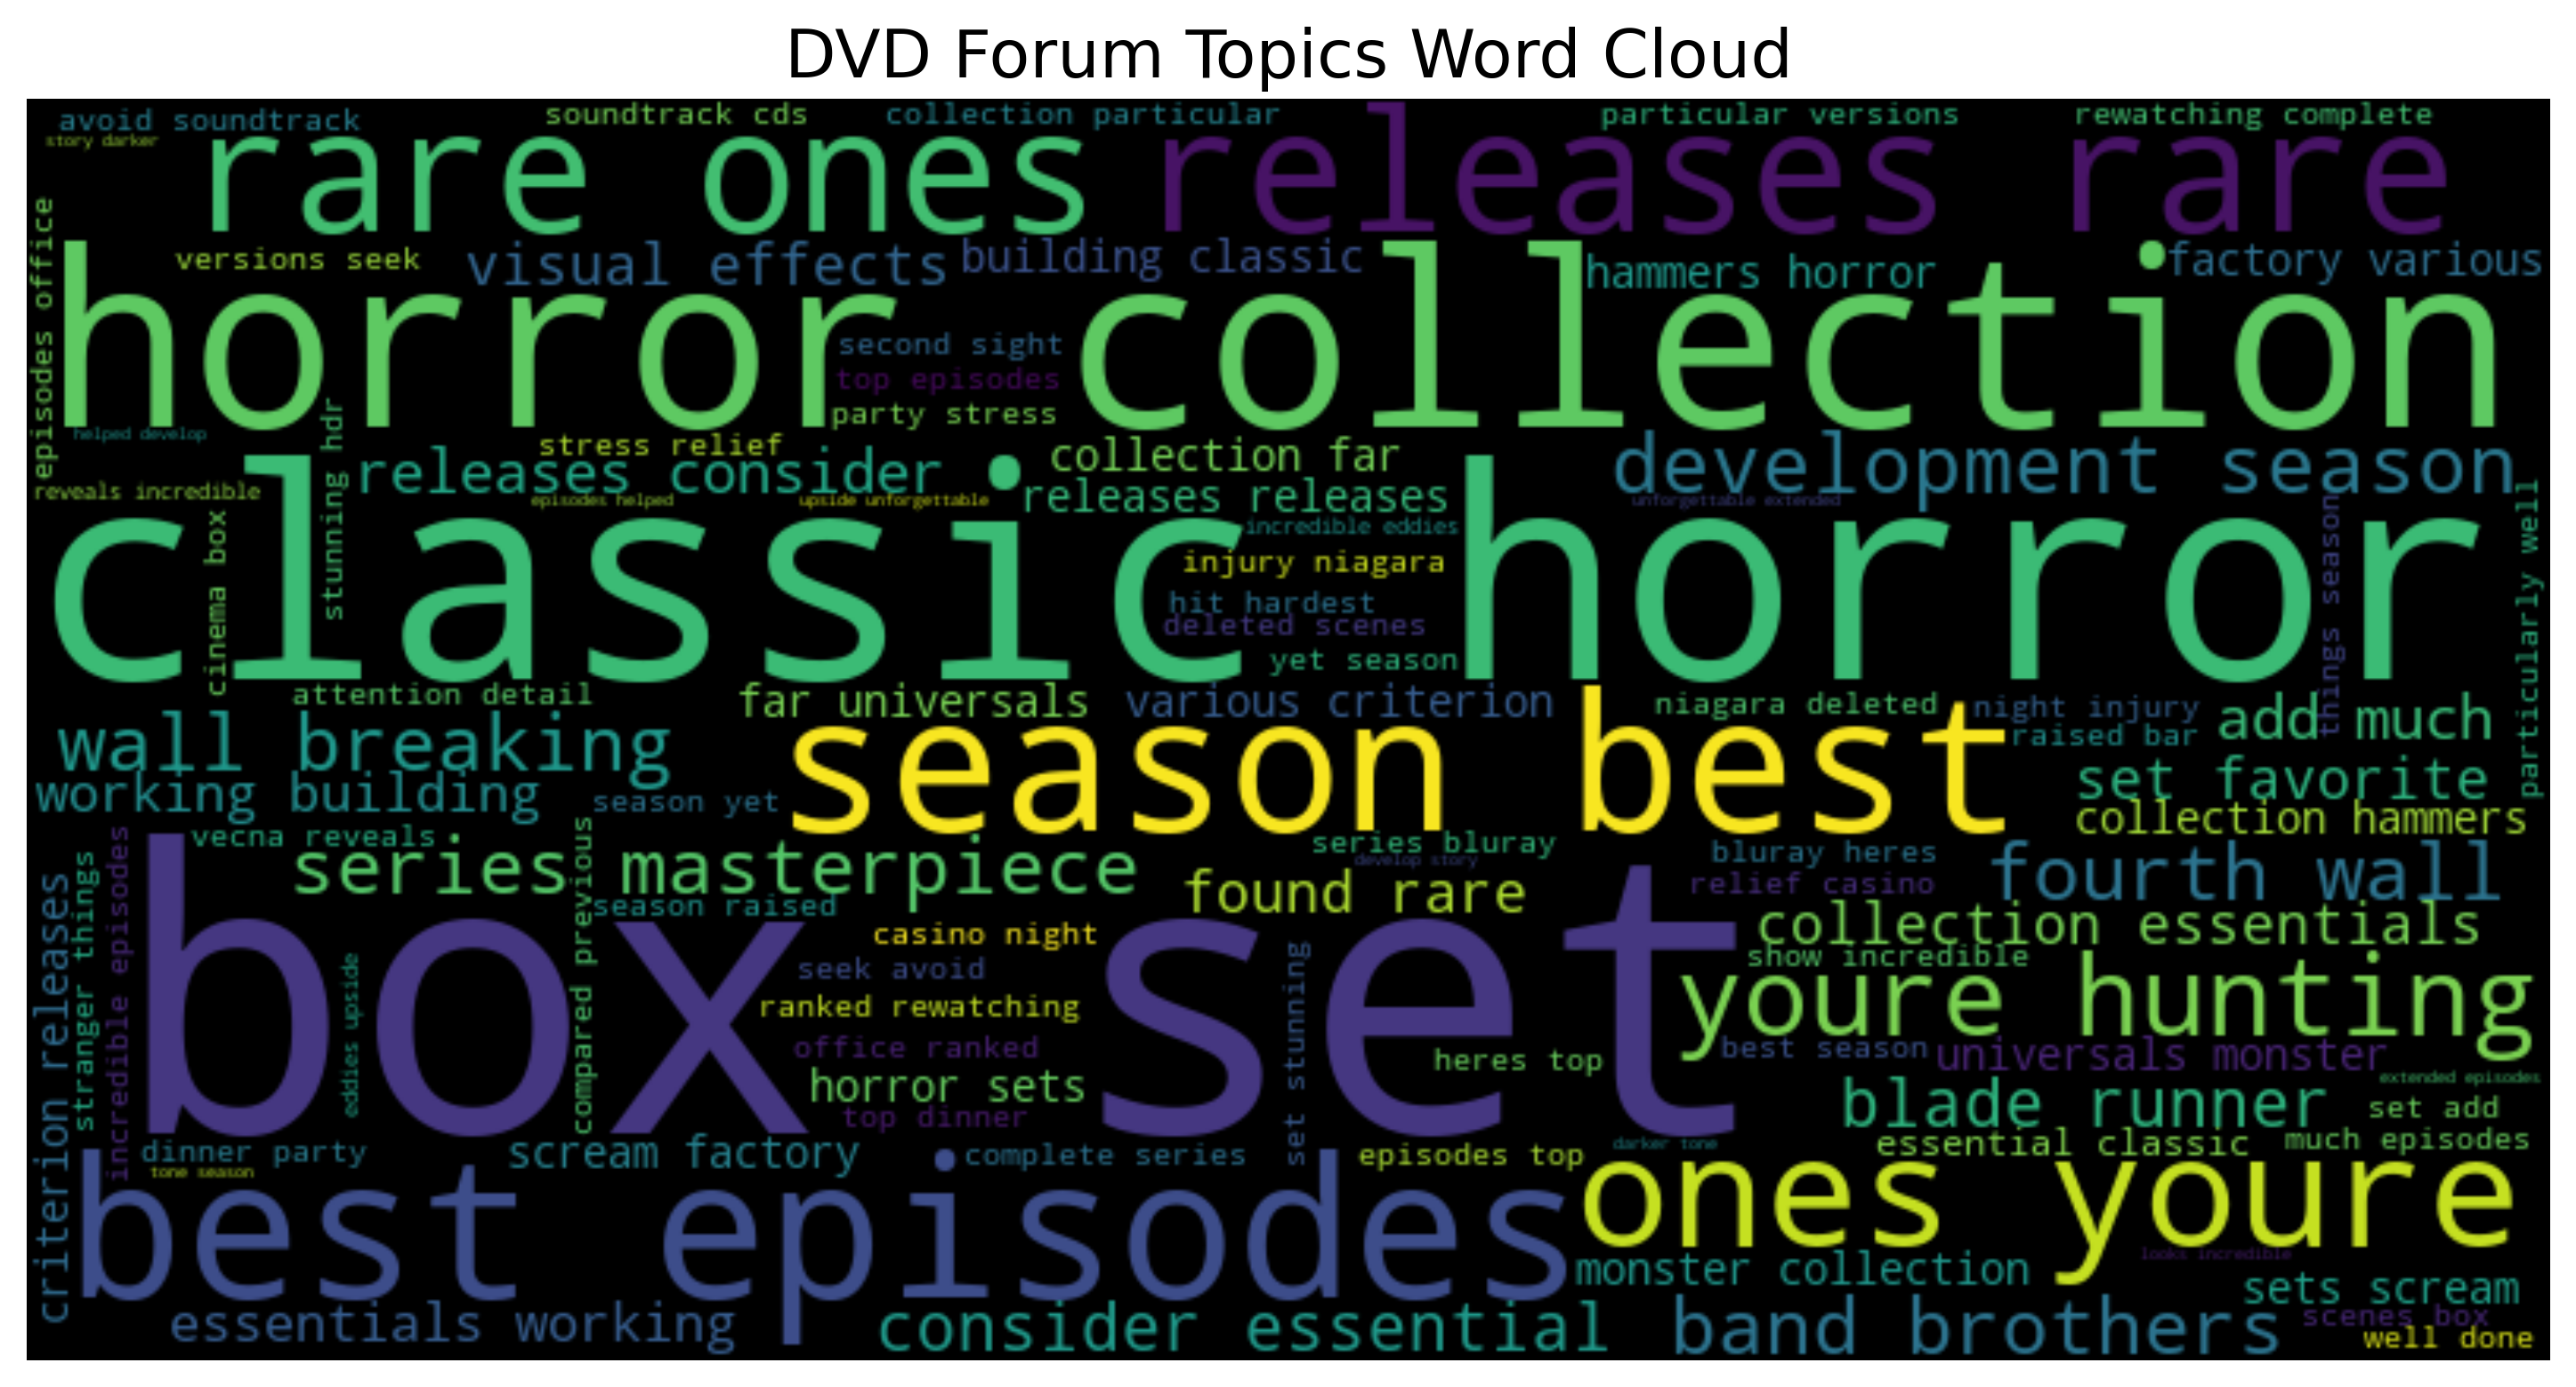 DVD Forum Topics Word Cloud
avoid soundtrack
soundtrack cds
collection particular
particular versions
rewatching complete
story darker
rare ones
releases rare
episodes office
versions seek
visual effects
building classic
hammers horror
factory various
horror collection
second sight
top episodes
party stress
helped develop
stunning hdr
stress relief
releases consider
collection far
development season
reveals incredible
episodes helped
upside unforgettable
releases releases
unforgettable extended
classic horror
cinema box
incredible eddies
injury niagara
hit hardest
deleted scenes
yet season
things season
particularly well
attention detail
far universals
various criterion
niagara deleted
night injury
add much
raised bar
wall breaking
season best
working building
season yet
set favorite
collection hammers
vecna reveals
series masterpiece
series bluray
develop story
bluray heres
relief casino
fourth wall
found rare
incredible episodes
stranger things
criterion releases
compared previous
season raised
casino night
collection essentials
show incredible
box set
eddies upside
seek avoid
set stunning
ranked rewatching
youre hunting
office ranked
heres top
best season
universals monster
horror sets
extended episodes
top dinner
blade runner
set add
dinner party
scream factory
complete series
episodes top
darker tone
essential classic
much episodes
tone season
best episodes
ones youre
looks incredible
monster collection
sets scream
essentials working
consider essential
band brothers
scenes box
well done